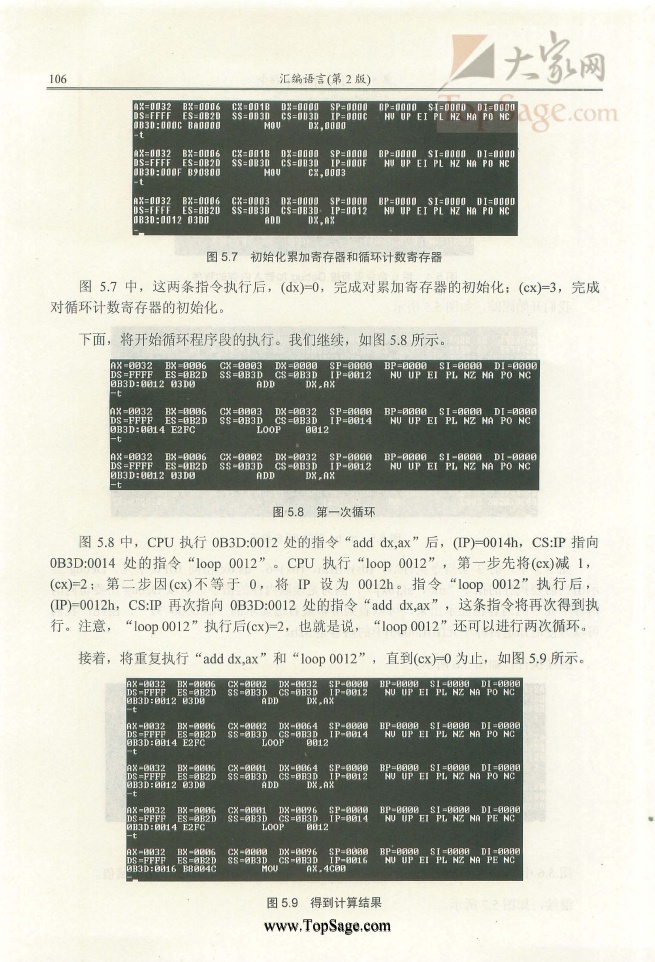 大家网
TopSage.com
106
汇编语言(第 2 版)
AX=0032 BX=0006 CX=001B DX=0000 SP=0000 BP=0000 SI=0000 DI=0000
DS=FFFF ES=0B2D SS=0B3D CS=0B3D IP=000C NV UP EI PL NZ NA PO NC
0B3D:000C BA0000 MOV DX,0000
-t
AX=0032 BX=0006 CX=001B DX=0000 SP=0000 BP=0000 SI=0000 DI=0000
DS=FFFF ES=0B2D SS=0B3D CS=0B3D IP=000F NV UP EI PL NZ NA PO NC
0B3D:000F B90800 MOV CX,0003
-t
AX=0032 BX=0006 CX=0003 DX=0000 SP=0000 BP=0000 SI=0000 DI=0000
DS=FFFF ES=0B2D SS=0B3D CS=0B3D IP=0012 NV UP EI PL NZ NA PO NC
0B3D:0012 03D0 ADD DX,AX
-
图 5.7 初始化累加寄存器和循环计数寄存器
图 5.7 中，这两条指令执行后，(dx)=0，完成对累加寄存器的初始化；(cx)=3，完成
对循环计数寄存器的初始化。
下面，将开始循环程序段的执行。我们继续，如图 5.8 所示。
AX=0032 BX=0006 CX=0003 DX=0000 SP=0000 BP=0000 SI=0000 DI=0000
DS=FFFF ES=0B2D SS=0B3D CS=0B3D IP=0012 NV UP EI PL NZ NA PO NC
0B3D:0012 03D0 ADD DX,AX
-t
AX=0032 BX=0006 CX=0003 DX=0032 SP=0000 BP=0000 SI=0000 DI=0000
DS=FFFF ES=0B2D SS=0B3D CS=0B3D IP=0014 NV UP EI PL NZ NA PO NC
0B3D:0014 E2FC LOOP 0012
-t
AX=0032 BX=0006 CX=0002 DX=0032 SP=0000 BP=0000 SI=0000 DI=0000
DS=FFFF ES=0B2D SS=0B3D CS=0B3D IP=0012 NV UP EI PL NZ NA PO NC
0B3D:0012 03D0 ADD DX,AX
-t
图 5.8 第一次循环
图 5.8 中，CPU 执行 0B3D:0012 处的指令“add dx,ax”后，(IP)=0014h，CS:IP 指向
0B3D:0014 处的指令“loop 0012”。CPU 执行“loop 0012”，第一步先将(cx)减 1，
(cx)=2；第二步因(cx)不等于 0，将 IP 设为 0012h。指令“loop 0012”执行后，
(IP)=0012h，CS:IP 再次指向 0B3D:0012 处的指令“add dx,ax”，这条指令将再次得到执
行。注意，“loop 0012”执行后(cx)=2，也就是说，“loop 0012”还可以进行两次循环。
接着，将重复执行“add dx,ax”和“loop 0012”，直到(cx)=0 为止，如图 5.9 所示。
AX=0032 BX=0006 CX=0002 DX=0032 SP=0000 BP=0000 SI=0000 DI=0000
DS=FFFF ES=0B2D SS=0B3D CS=0B3D IP=0012 NV UP EI PL NZ NA PO NC
0B3D:0012 03D0 ADD DX,AX
-t
AX=0032 BX=0006 CX=0002 DX=0064 SP=0000 BP=0000 SI=0000 DI=0000
DS=FFFF ES=0B2D SS=0B3D CS=0B3D IP=0014 NV UP EI PL NZ NA PO NC
0B3D:0014 E2FC LOOP 0012
-t
AX=0032 BX=0006 CX=0001 DX=0064 SP=0000 BP=0000 SI=0000 DI=0000
DS=FFFF ES=0B2D SS=0B3D CS=0B3D IP=0012 NV UP EI PL NZ NA PO NC
0B3D:0012 03D0 ADD DX,AX
-t
AX=0032 BX=0006 CX=0001 DX=0096 SP=0000 BP=0000 SI=0000 DI=0000
DS=FFFF ES=0B2D SS=0B3D CS=0B3D IP=0014 NV UP EI PL NZ NA PE NC
0B3D:0014 E2FC LOOP 0012
-t
AX=0032 BX=0006 CX=0000 DX=0096 SP=0000 BP=0000 SI=0000 DI=0000
DS=FFFF ES=0B2D SS=0B3D CS=0B3D IP=0016 NV UP EI PL NZ NA PE NC
0B3D:0016 B8004C MOV AX,4C00
-
图 5.9 得到计算结果
www.TopSage.com